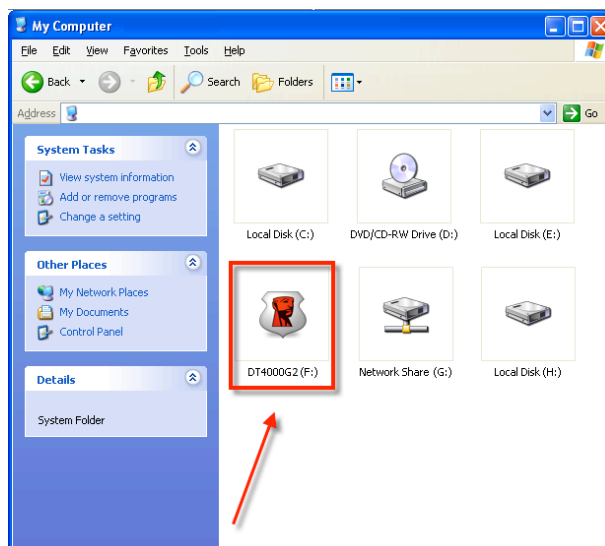 My Computer
File Edit View Favorites Tools Help
Back Search Folders
Address Go
System Tasks
View system information
Add or remove programs
Change a setting
Other Places
My Network Places
My Documents
Control Panel
Details
System Folder
Local Disk (C:) DVD/CD-RW Drive (D:) Local Disk (E:)
DT4000G2 (F:) Network Share (G:) Local Disk (H:)